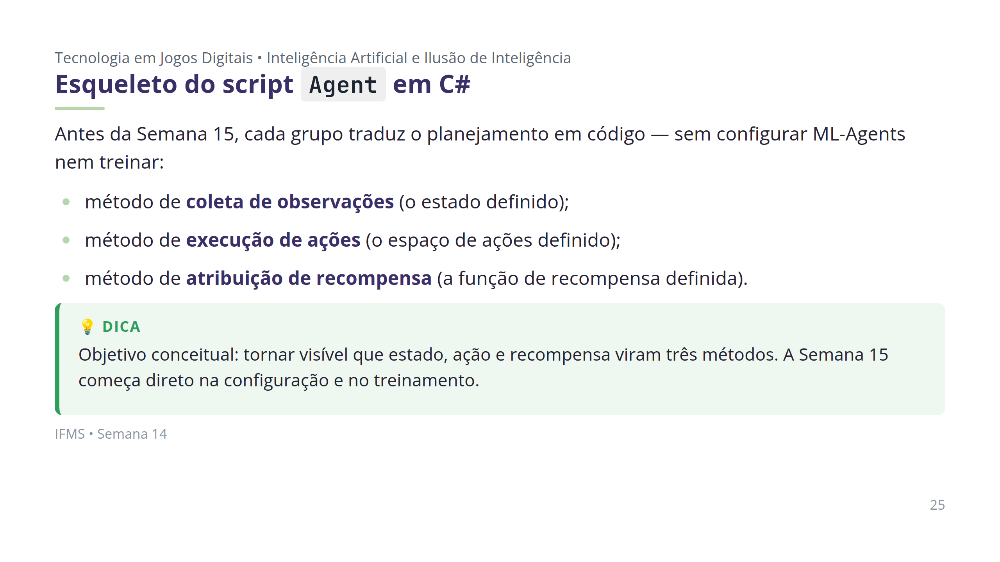 Tecnologia em Jogos Digitais • Inteligência Artificial e Ilusão de Inteligência
Esqueleto do script Agent em C#
Antes da Semana 15, cada grupo traduz o planejamento em código — sem configurar ML-Agents
nem treinar:
• método de coleta de observações (o estado definido);
• método de execução de ações (o espaço de ações definido);
• método de atribuição de recompensa (a função de recompensa definida).
💡 DICA
Objetivo conceitual: tornar visível que estado, ação e recompensa viram três métodos. A Semana 15
começa direto na configuração e no treinamento.
IFMS • Semana 14
25